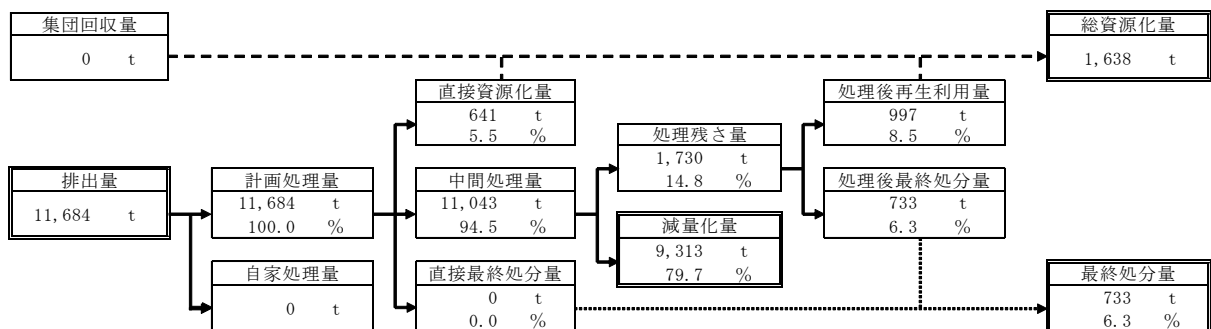 集団回収量
0 t
総資源化量
1,638 t
直接資源化量
641 t
5.5 %
処理後再生利用量
997 t
8.5 %
処理残さ量
1,730 t
14.8 %
排出量
11,684 t
計画処理量
11,684 t
100.0 %
中間処理量
11,043 t
94.5 %
処理後最終処分量
733 t
6.3 %
減量化量
9,313 t
79.7 %
自家処理量
0 t
直接最終処分量
0 t
0.0 %
最終処分量
733 t
6.3 %